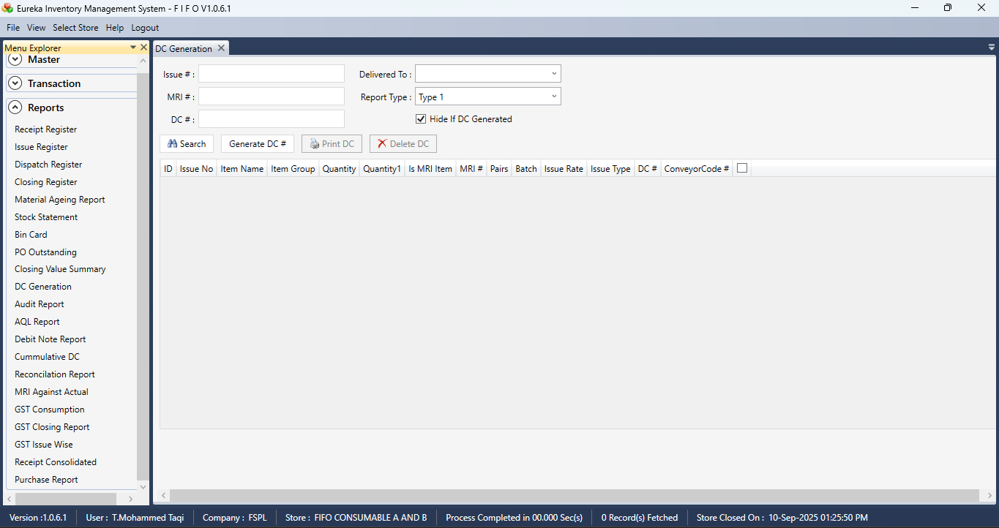 Eureka Inventory Management System - F I F O V1.0.6.1
File View Select Store Help Logout
Menu Explorer
Master
Transaction
Reports
Receipt Register
Issue Register
Dispatch Register
Closing Register
Material Ageing Report
Stock Statement
Bin Card
PO Outstanding
Closing Value Summary
DC Generation
Audit Report
AQL Report
Debit Note Report
Cummulative DC
Reconcilation Report
MRI Against Actual
GST Consumption
GST Closing Report
GST Issue Wise
Receipt Consolidated
Purchase Report
DC Generation
Issue # : Delivered To :
MRI # : Report Type : Type 1
DC # : Hide If DC Generated
Search Generate DC # Print DC Delete DC
ID Issue No Item Name Item Group Quantity Quantity1 Is MRI Item MRI # Pairs Batch Issue Rate Issue Type DC # ConveyorCode #
Version :1.0.6.1 User : T.Mohammed Taqi Company : FSPL Store : FIFO CONSUMABLE A AND B Process Completed in 00.000 Sec(s) 0 Record(s) Fetched Store Closed On : 10-Sep-2025 01:25:50 PM